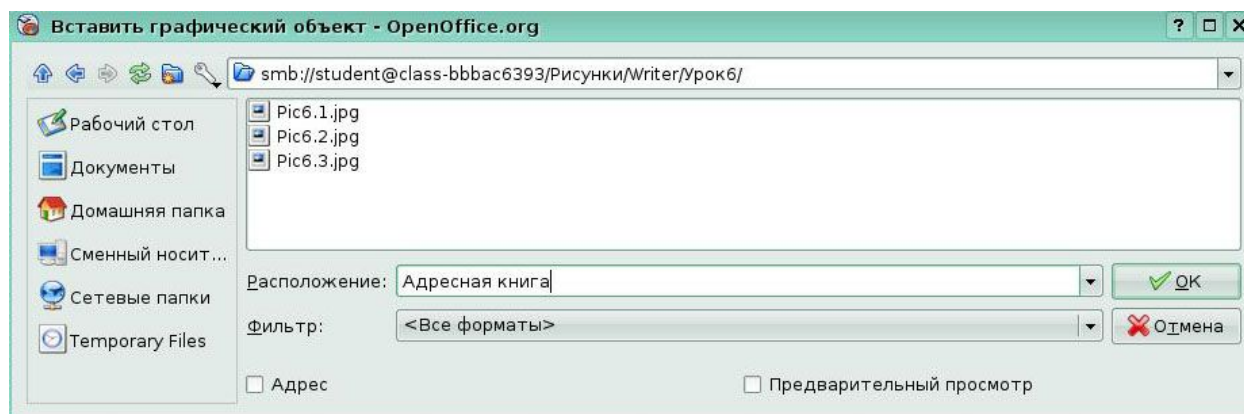 Вставить графический объект - OpenOffice.org
smb://student@class-bbbac6393/Рисунки/Writer/Урок6/
Рабочий стол
Документы
Домашняя папка
Сменный носит...
Сетевые папки
Temporary Files
Pic6.1.jpg
Pic6.2.jpg
Pic6.3.jpg
Расположение: Адресная книга OK
Фильтр: <Все форматы> Отмена
Адрес Предварительный просмотр